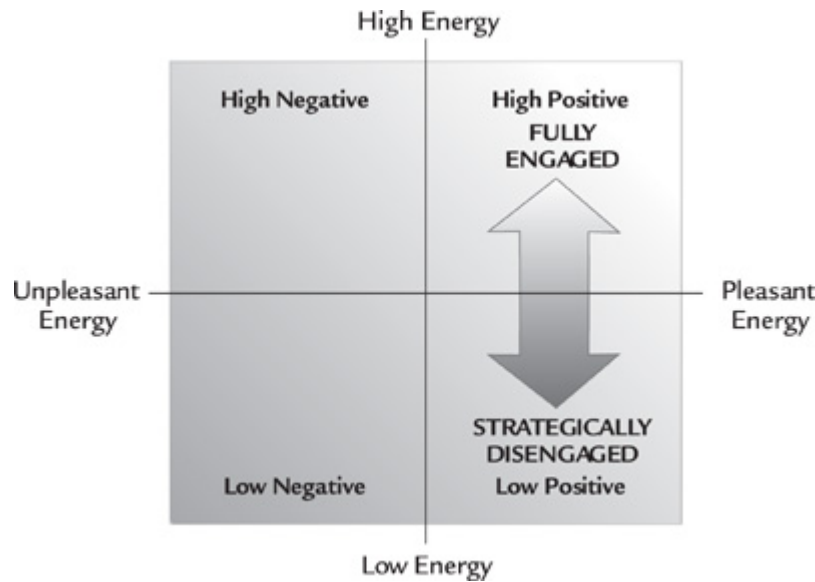 High Energy
High Negative
High Positive
FULLY
ENGAGED
Unpleasant
Energy
Pleasant
Energy
STRATEGICALLY
DISENGAGED
Low Negative
Low Positive
Low Energy